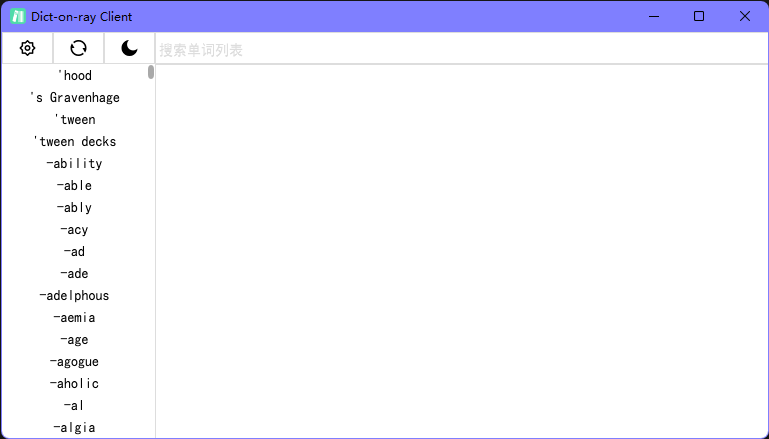 Dict-on-ray Client
搜索单词列表
'hood
's Gravenhage
'tween
'tween decks
-ability
-able
-ably
-acy
-ad
-ade
-adelphous
-aemia
-age
-agogue
-aholic
-al
-algia